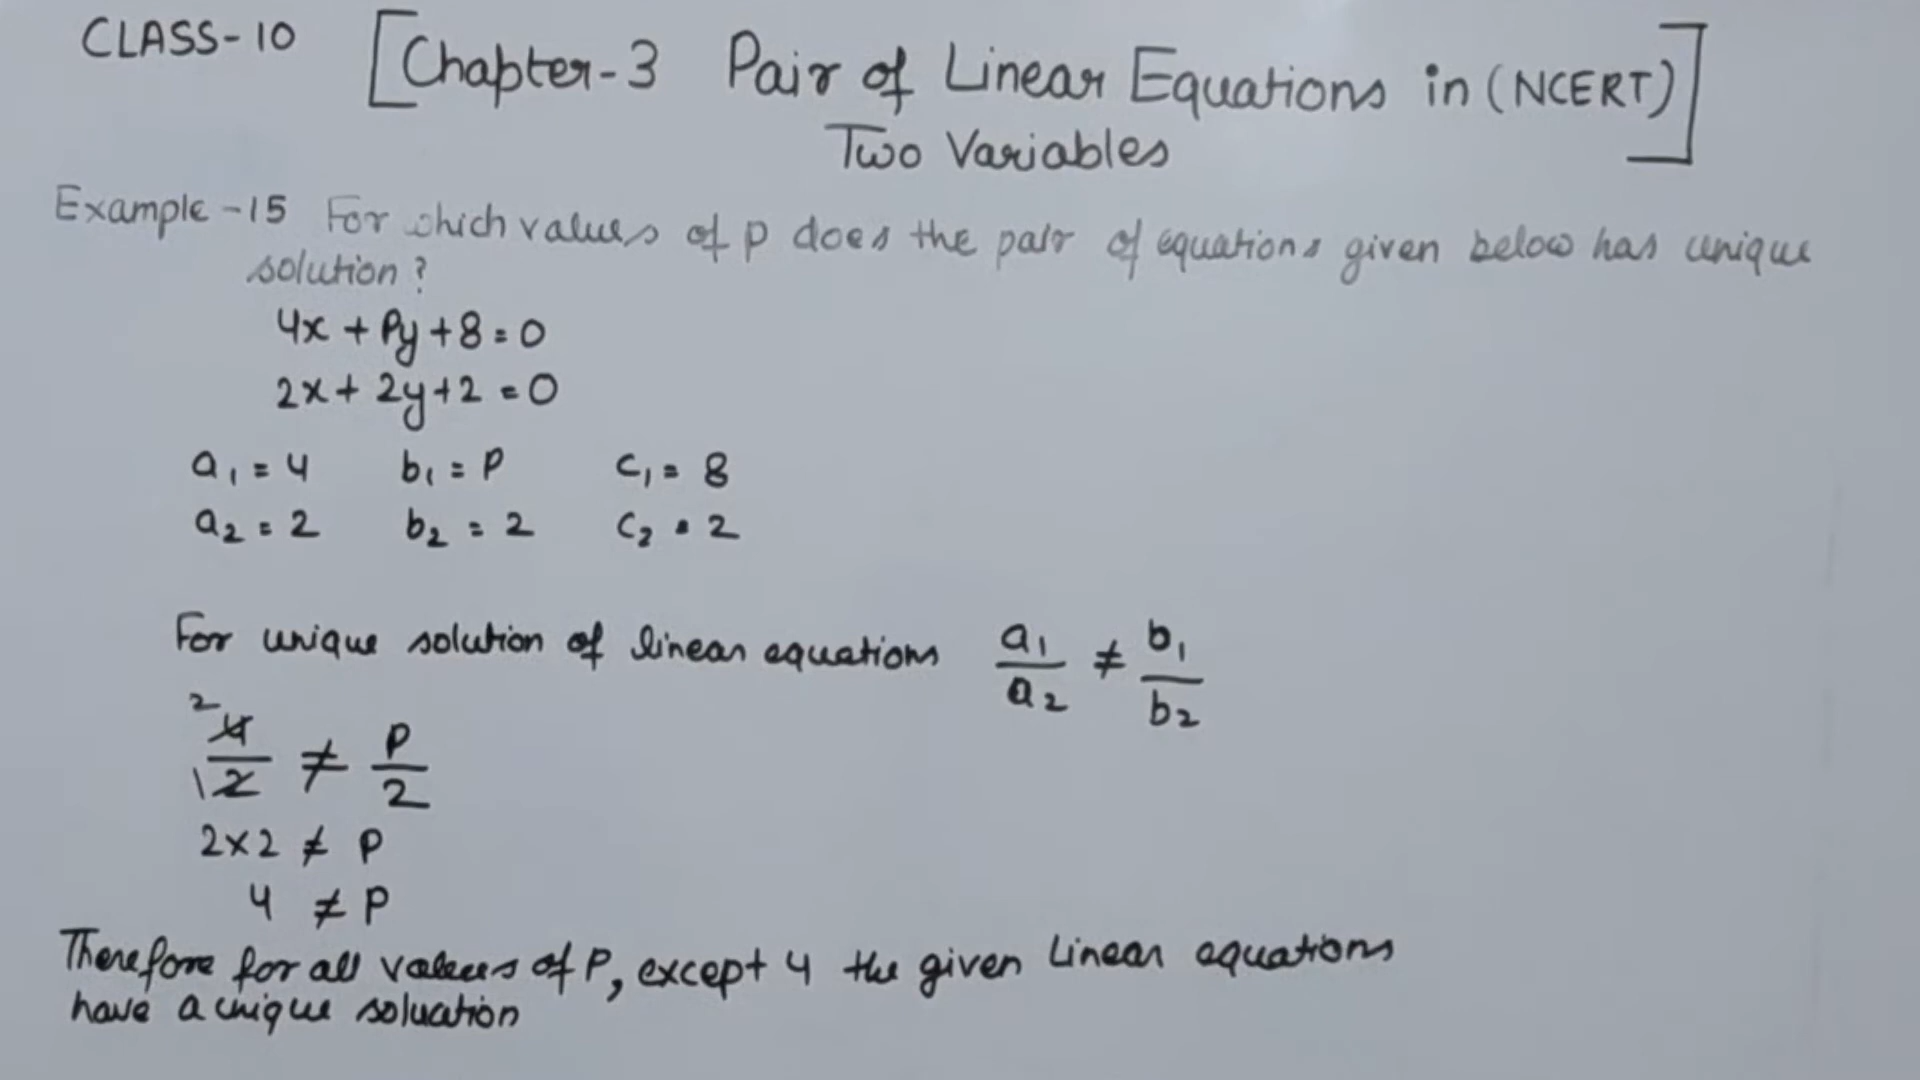 CLASS-10 [Chapter-3 Pair of Linear Equations in (NCERT)]
Two Variables
Example-15 For which values of p does the pair of equations given below has unique
solution?
4x + Py + 8 = 0
2x + 2y + 2 = 0
a₁ = 4 b₁ = P c₁ = 8
a₂ = 2 b₂ = 2 c₂ = 2
For unique solution of linear equations a₁/a₂ ≠ b₁/b₂
2 4/1 2 ≠ P/2
2×2 ≠ P
4 ≠ P
Therefore for all values of P, except 4 the given Linear equations
have a unique soluation